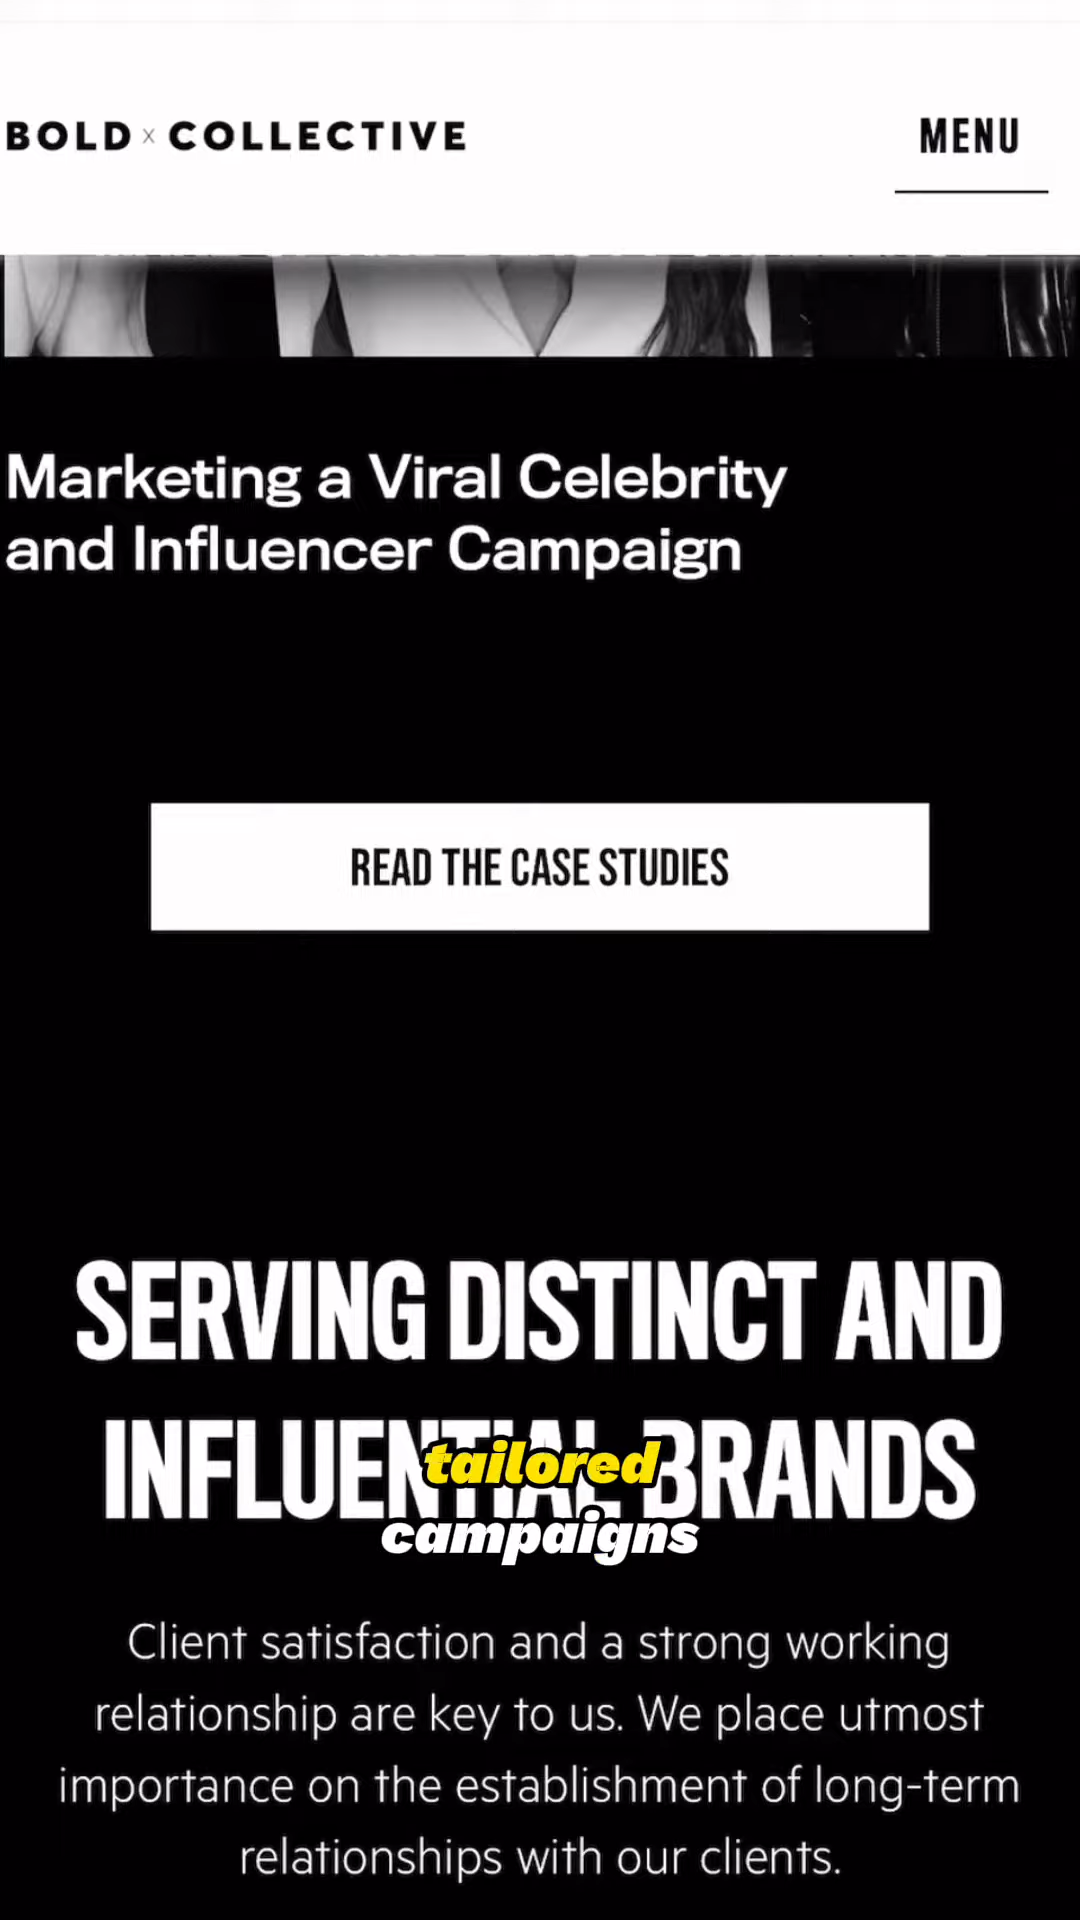 BOLD × COLLECTIVE
MENU
Marketing a Viral Celebrity
and Influencer Campaign
READ THE CASE STUDIES
SERVING DISTINCT AND
INFLUENTIAL BRANDS
tailored
campaigns
Client satisfaction and a strong working
relationship are key to us. We place utmost
importance on the establishment of long-term
relationships with our clients.